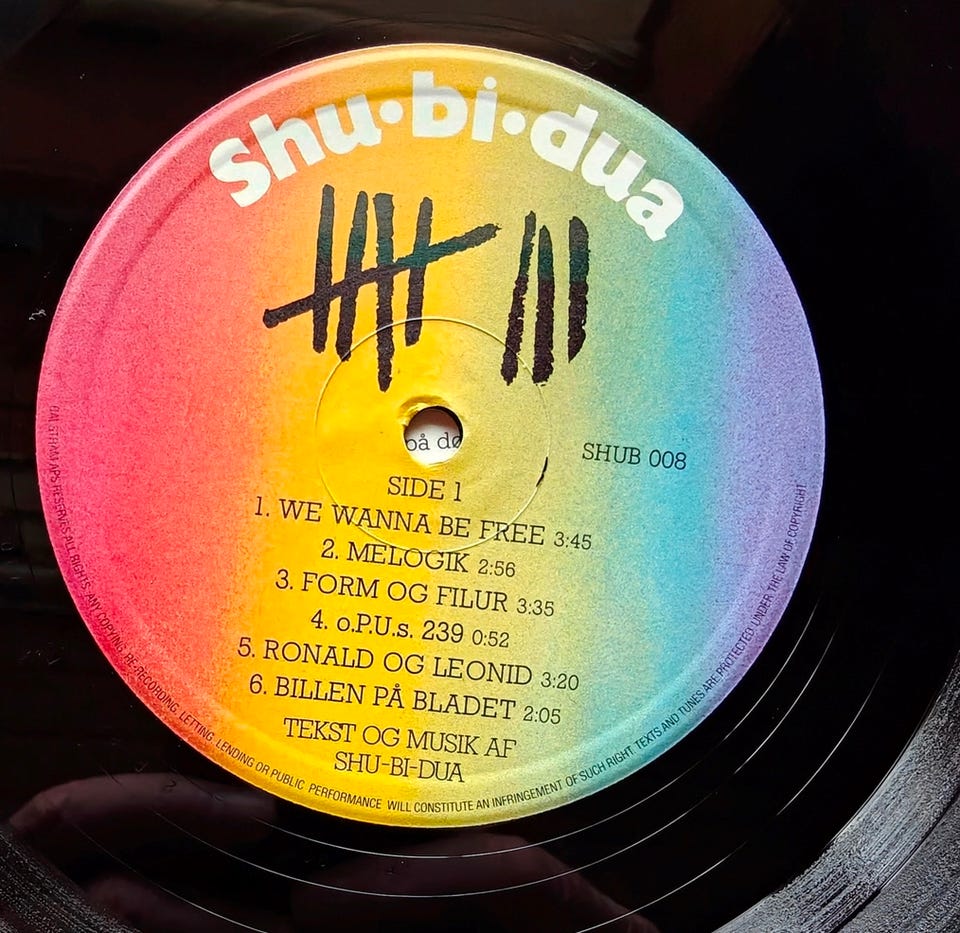 shu·bi·dua
på dø
SHUB 008
SIDE 1
1. WE WANNA BE FREE 3:45
2. MELOGIK 2:56
3. FORM OG FILUR 3:35
4. o.P.U.s. 239 0:52
5. RONALD OG LEONID 3:20
6. BILLEN PÅ BLADET 2:05
TEKST OG MUSIK AF
SHU-BI-DUA
APS RESERVES ALL RIGHTS. ANY COPYING, RE-RECORDING, LETTING, LENDING OR PUBLIC PERFORMANCE WILL CONSTITUTE AN INFRINGEMENT OF SUCH RIGHT. TEXTS AND TUNES ARE PROTECTED UNDER THE LAW OF COPYRIGHT